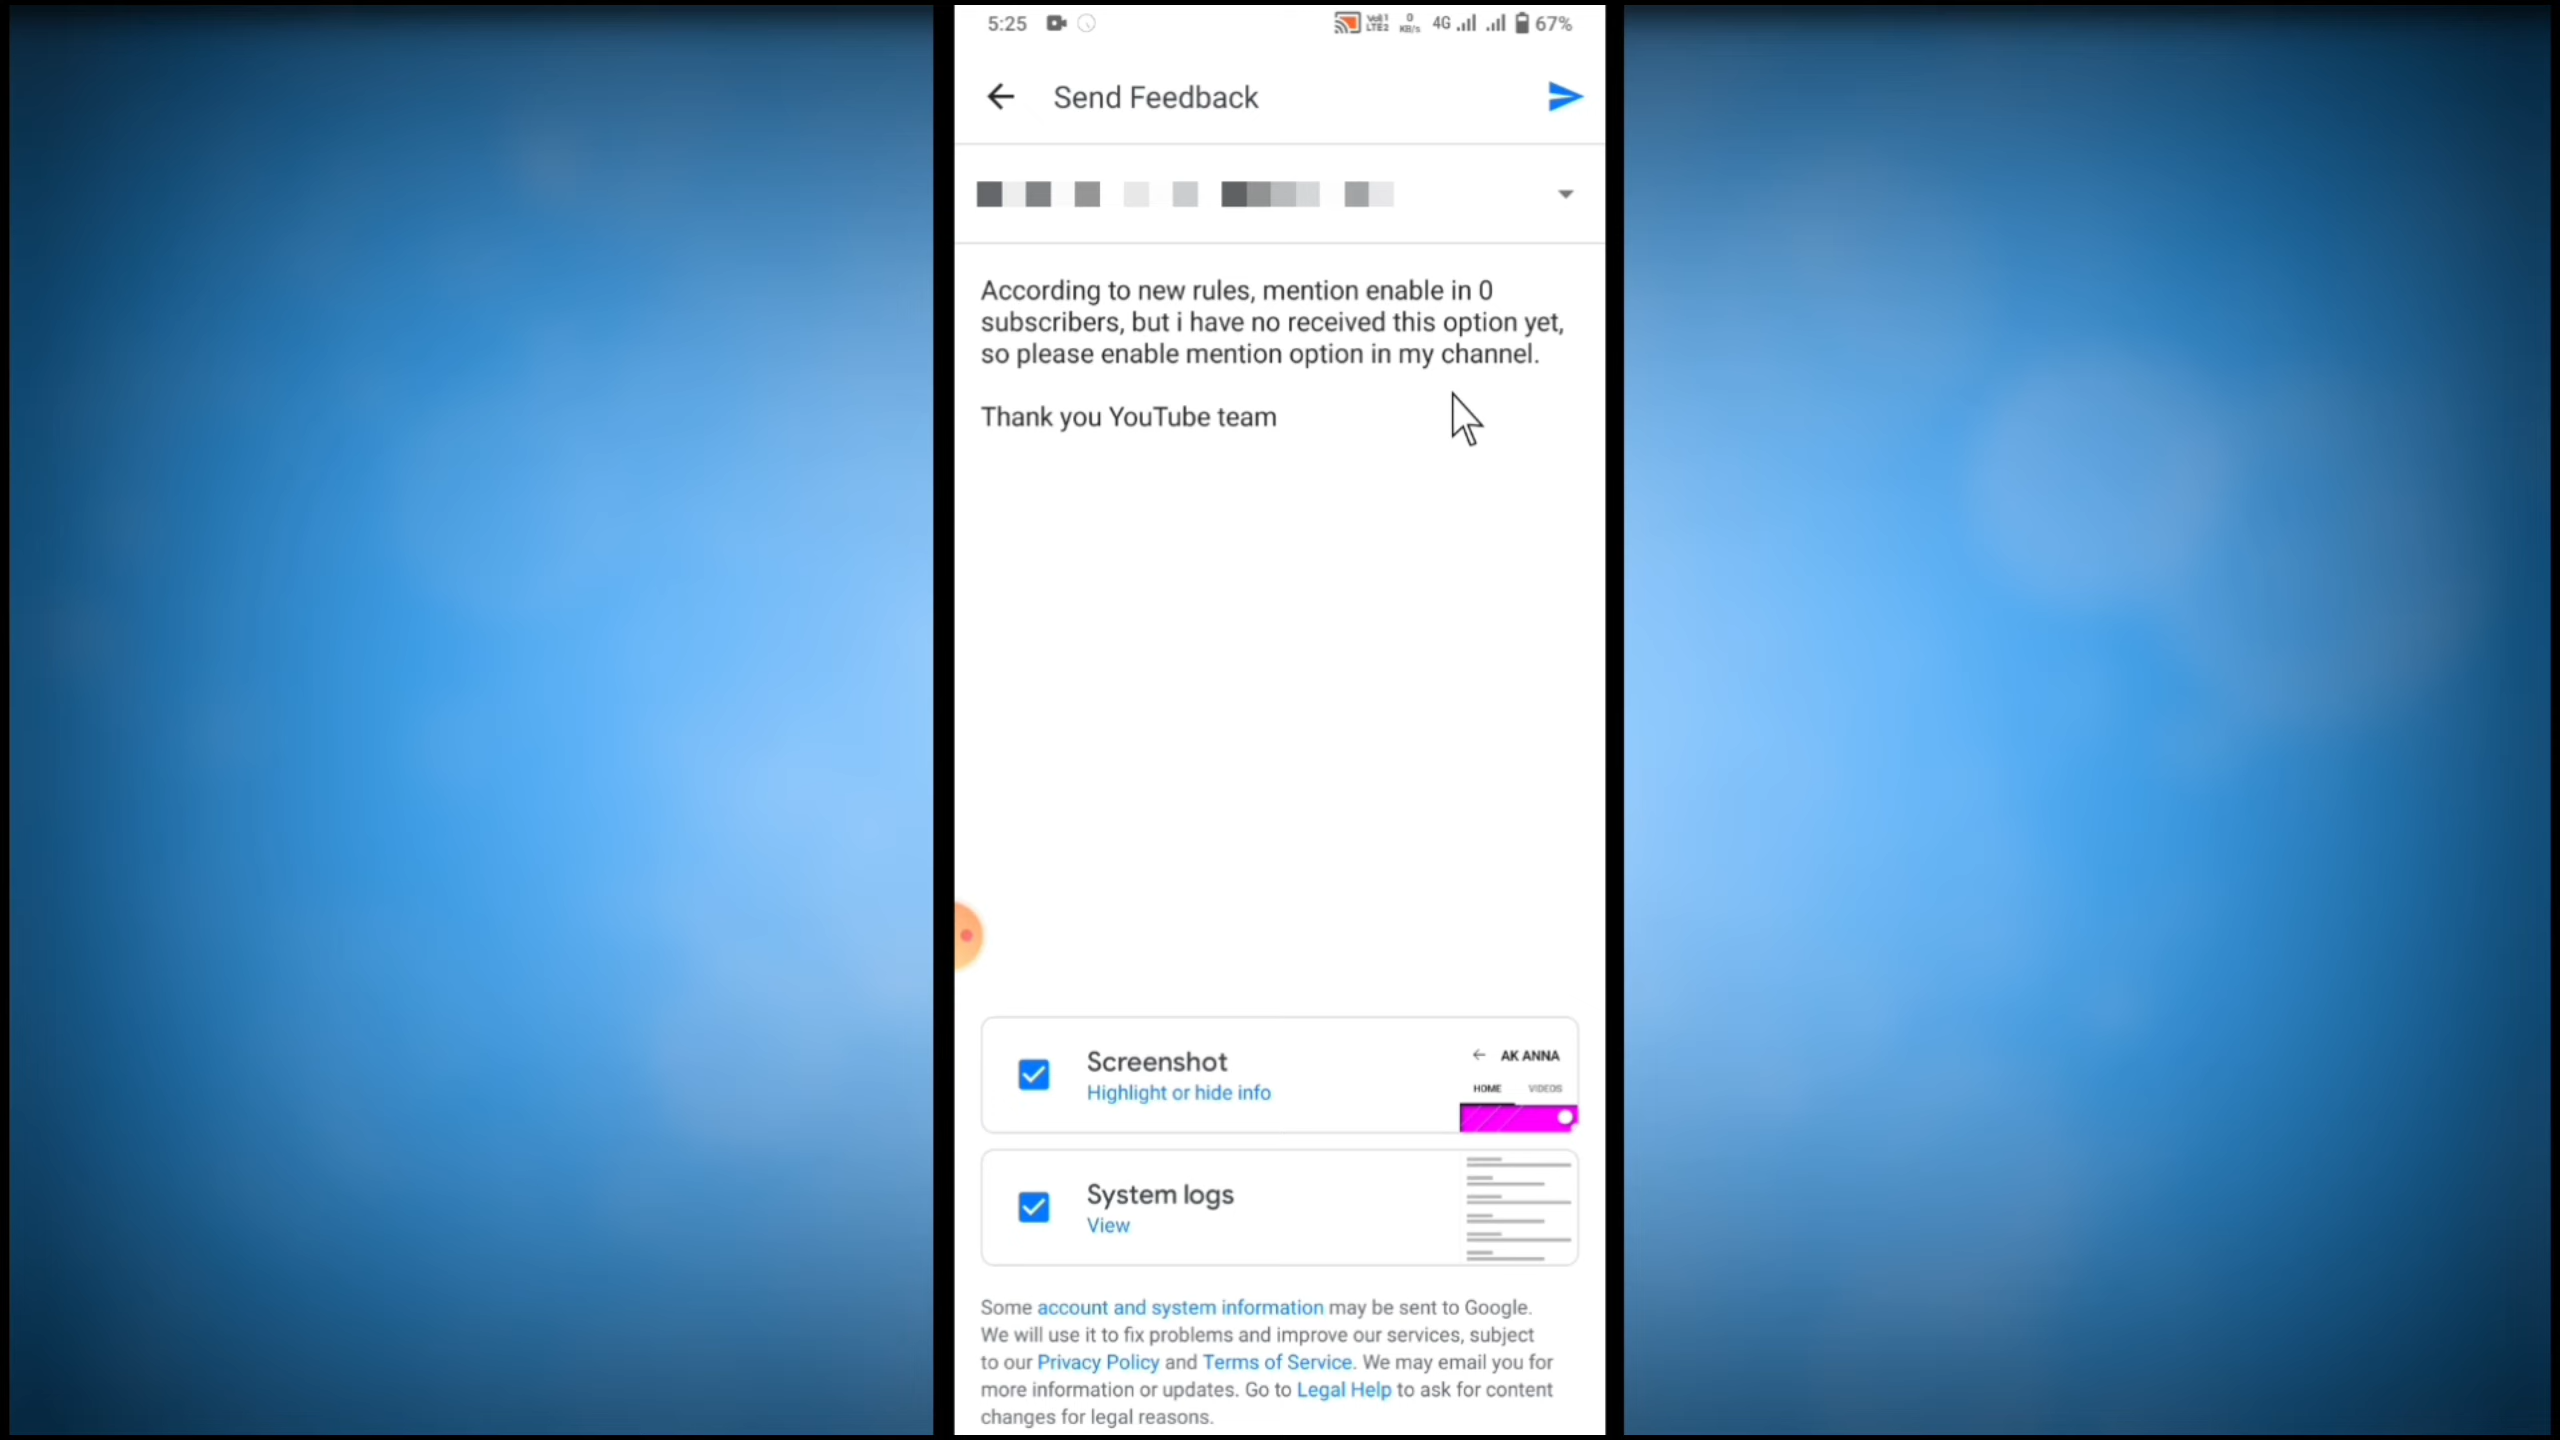 5:25
Vo))1 LTE2 0 KB/s 4G 67%
Send Feedback
According to new rules, mention enable in 0
subscribers, but i have no received this option yet,
so please enable mention option in my channel.
Thank you YouTube team
Screenshot
Highlight or hide info
AK ANNA
HOME VIDEOS
System logs
View
Some account and system information may be sent to Google.
We will use it to fix problems and improve our services, subject
to our Privacy Policy and Terms of Service. We may email you for
more information or updates. Go to Legal Help to ask for content
changes for legal reasons.